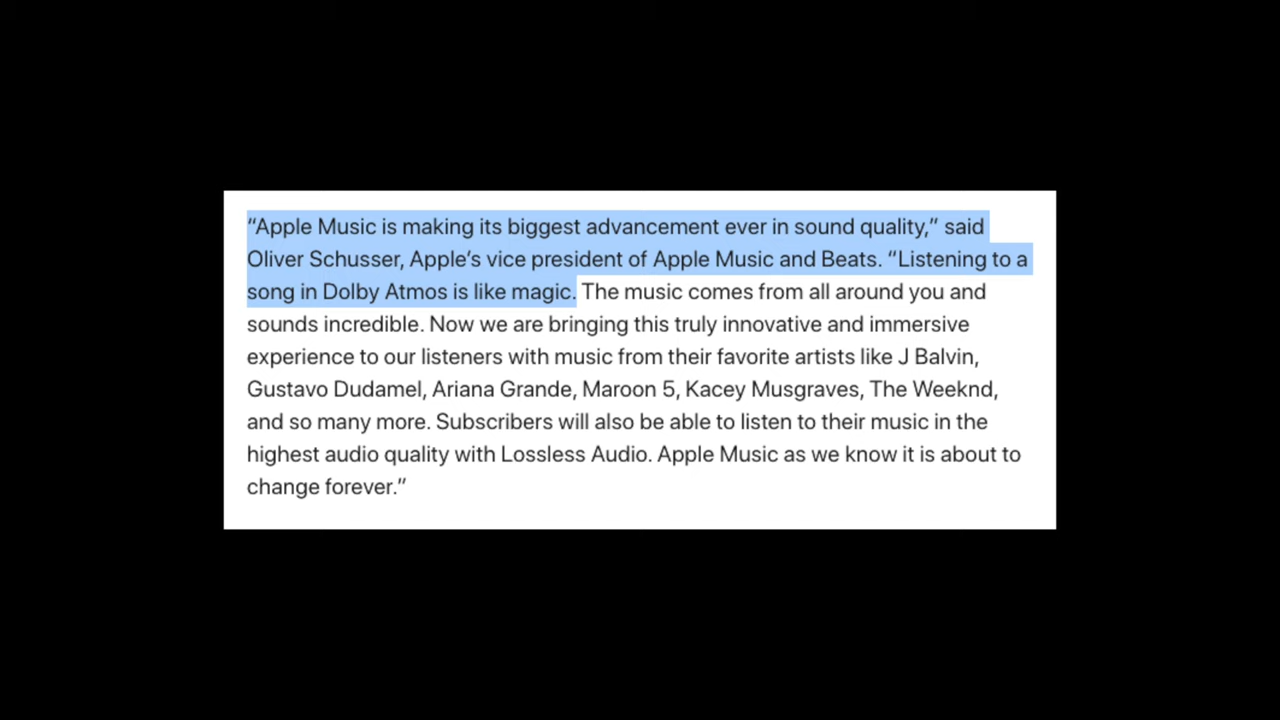 “Apple Music is making its biggest advancement ever in sound quality,” said
Oliver Schusser, Apple’s vice president of Apple Music and Beats. “Listening to a
song in Dolby Atmos is like magic. The music comes from all around you and
sounds incredible. Now we are bringing this truly innovative and immersive
experience to our listeners with music from their favorite artists like J Balvin,
Gustavo Dudamel, Ariana Grande, Maroon 5, Kacey Musgraves, The Weeknd,
and so many more. Subscribers will also be able to listen to their music in the
highest audio quality with Lossless Audio. Apple Music as we know it is about to
change forever.”